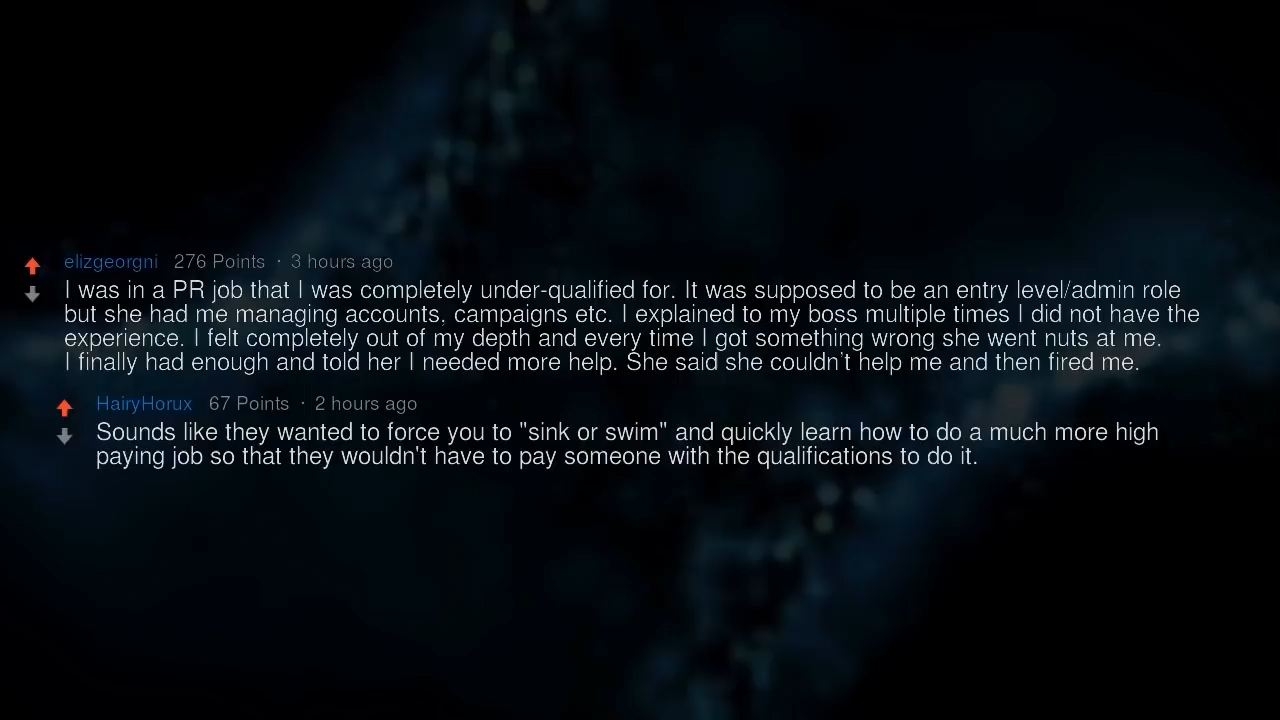 elizgeorgni 276 Points · 3 hours ago
I was in a PR job that I was completely under-qualified for. It was supposed to be an entry level/admin role
but she had me managing accounts, campaigns etc. I explained to my boss multiple times I did not have the
experience. I felt completely out of my depth and every time I got something wrong she went nuts at me.
I finally had enough and told her I needed more help. She said she couldn't help me and then fired me.
HairyHorux 67 Points · 2 hours ago
Sounds like they wanted to force you to "sink or swim" and quickly learn how to do a much more high
paying job so that they wouldn't have to pay someone with the qualifications to do it.